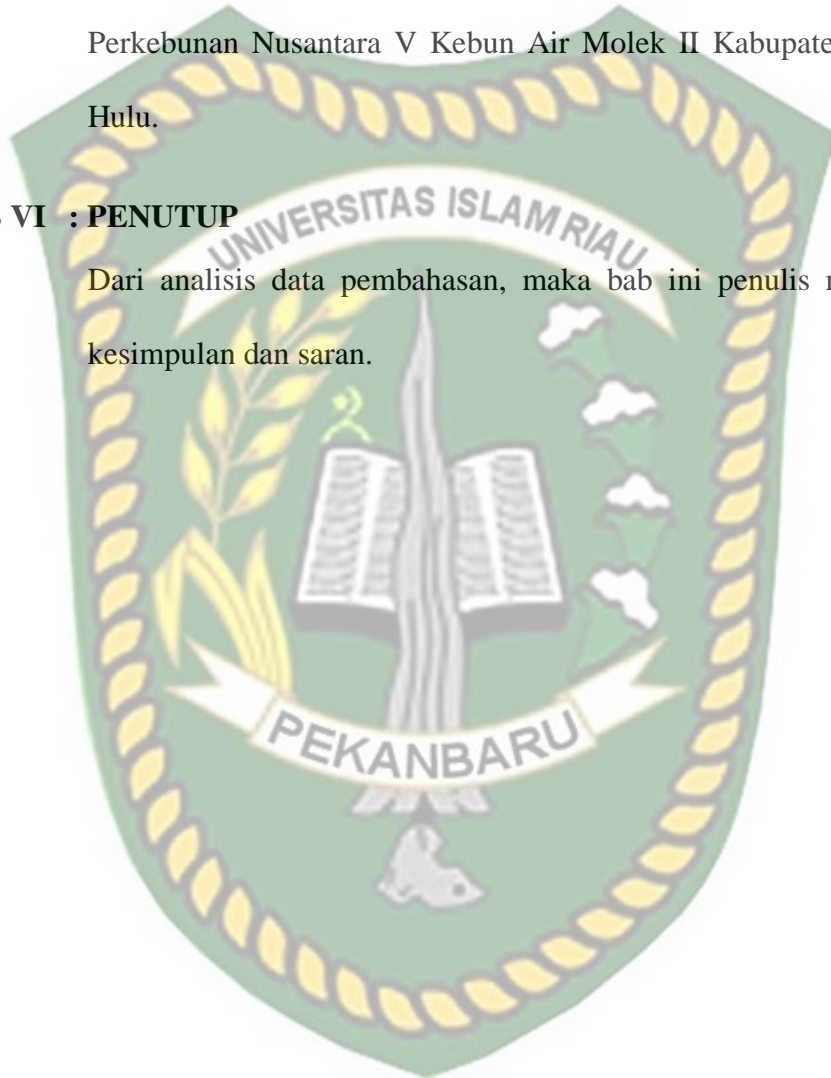 Perkebunan Nusantara V Kebun Air Molek II
Hulu.
VI : PENUTUP
UNIVERSITAS ISLAM RIAU
Dari analisis data pembahasan, maka bab ini penulis
kesimpulan dan saran.
PEKANBARU